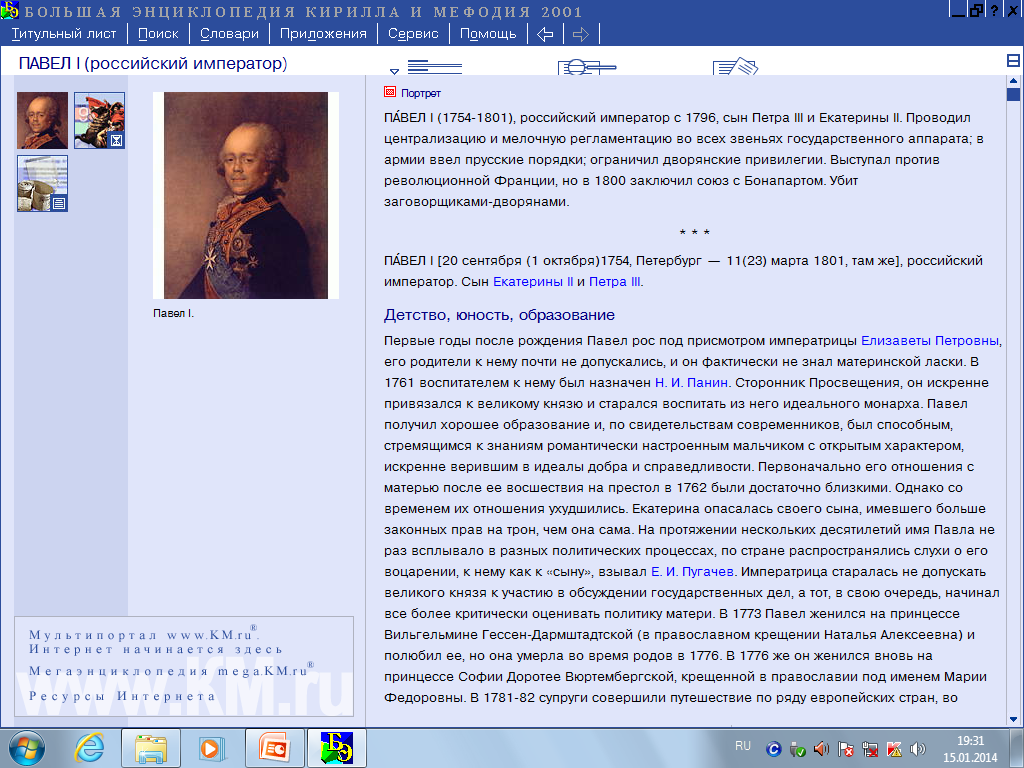 БОЛЬШАЯ ЭНЦИКЛОПЕДИЯ КИРИЛЛА И МЕФОДИЯ 2001
Титульный лист Поиск Словари Приложения Сервис Помощь
ПАВЕЛ I (российский император)
Портрет
ПА́ВЕЛ I (1754-1801), российский император с 1796, сын Петра III и Екатерины II. Проводил
централизацию и мелочную регламентацию во всех звеньях государственного аппарата; в
армии ввел прусские порядки; ограничил дворянские привилегии. Выступал против
революционной Франции, но в 1800 заключил союз с Бонапартом. Убит
заговорщиками-дворянами.
* * *
ПА́ВЕЛ I [20 сентября (1 октября)1754, Петербург — 11(23) марта 1801, там же], российский
император. Сын Екатерины II и Петра III.
Детство, юность, образование
Первые годы после рождения Павел рос под присмотром императрицы Елизаветы Петровны,
его родители к нему почти не допускались, и он фактически не знал материнской ласки. В
1761 воспитателем к нему был назначен Н. И. Панин. Сторонник Просвещения, он искренне
привязался к великому князю и старался воспитать из него идеального монарха. Павел
получил хорошее образование и, по свидетельствам современников, был способным,
стремящимся к знаниям романтически настроенным мальчиком с открытым характером,
искренне верившим в идеалы добра и справедливости. Первоначально его отношения с
матерью после ее восшествия на престол в 1762 были достаточно близкими. Однако со
временем их отношения ухудшились. Екатерина опасалась своего сына, имевшего больше
законных прав на трон, чем она сама. На протяжении нескольких десятилетий имя Павла не
раз всплывало в разных политических процессах, по стране распространялись слухи о его
воцарении, к нему как к «сыну», взывал Е. И. Пугачев. Императрица старалась не допускать
великого князя к участию в обсуждении государственных дел, а тот, в свою очередь, начинал
все более критически оценивать политику матери. В 1773 Павел женился на принцессе
Вильгельмине Гессен-Дармштадтской (в православном крещении Наталья Алексеевна) и
полюбил ее, но она умерла во время родов в 1776. В 1776 же он женился вновь на
принцессе Софии Доротее Вюртембергской, крещенной в православии под именем Марии
Федоровны. В 1781-82 супруги совершили путешествие по ряду европейских стран, во
Павел I.
Мультипортал www.KM.ru®.
Интернет начинается здесь
Мегаэнциклопедия mega.KM.ru®
Ресурсы Интернета
www.KM.ru
БЭ
RU
19:31
15.01.2014